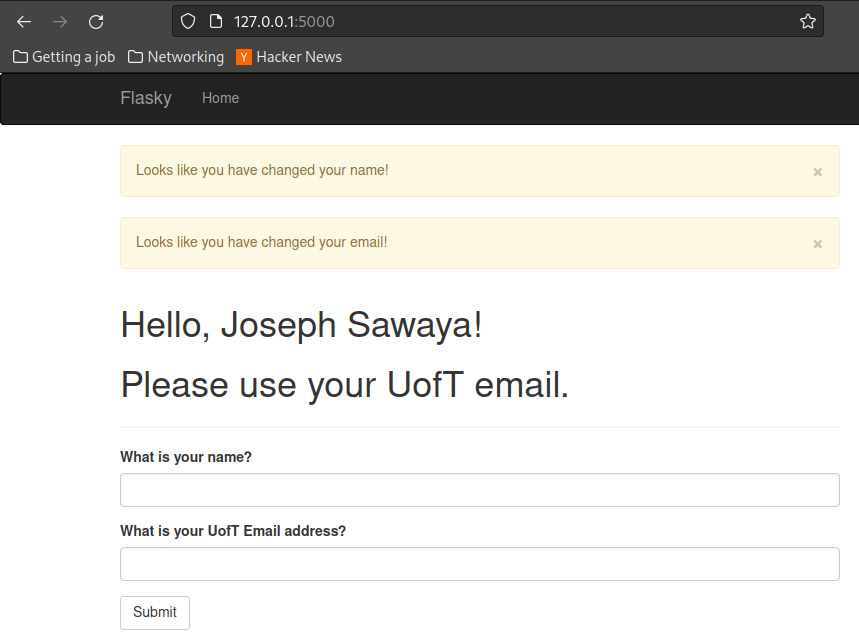 127.0.0.1:5000
Getting a job Networking Y Hacker News
Flasky Home
Looks like you have changed your name! ×
Looks like you have changed your email! ×
Hello, Joseph Sawaya!
Please use your UofT email.
What is your name?
What is your UofT Email address?
Submit